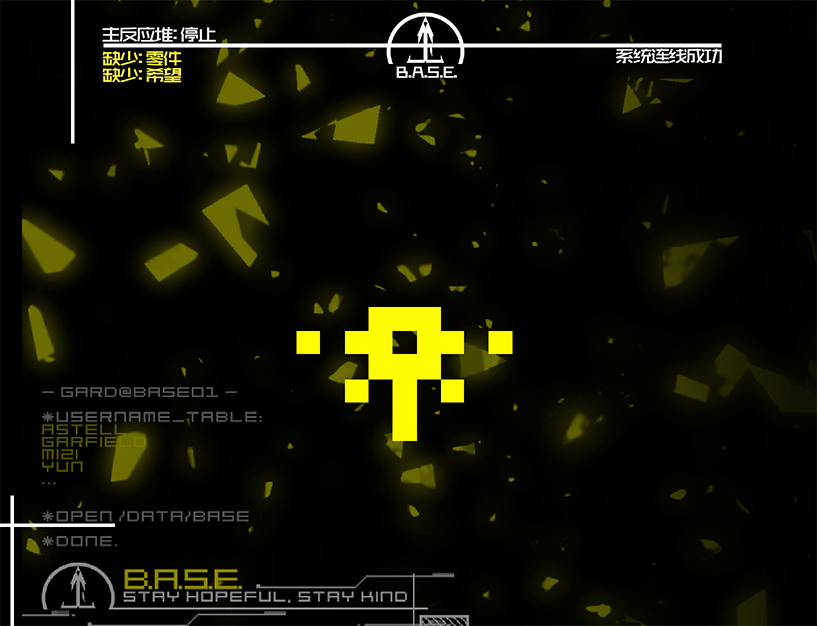 主反应堆: 停止
缺少: 零件
缺少: 希望
B.A.S.E.
系统连线成功
— GARD@BASE01 —
*USERNAME_TABLE:
ASTELL
GARFIELD
MIZI
YUN
...
*OPEN /DATA/BASE
*DONE.
B.A.S.E.
STAY HOPEFUL, STAY KIND